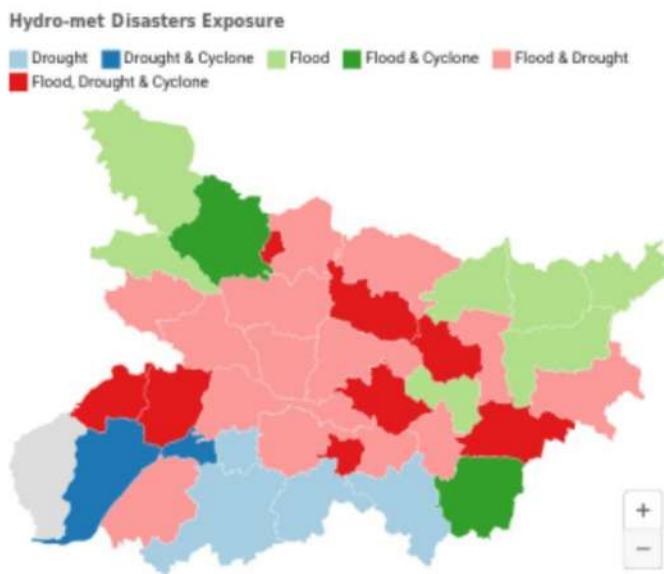 Hydro-met Disasters Exposure
Drought Drought & Cyclone Flood Flood & Cyclone Flood & Drought
Flood, Drought & Cyclone
+
−